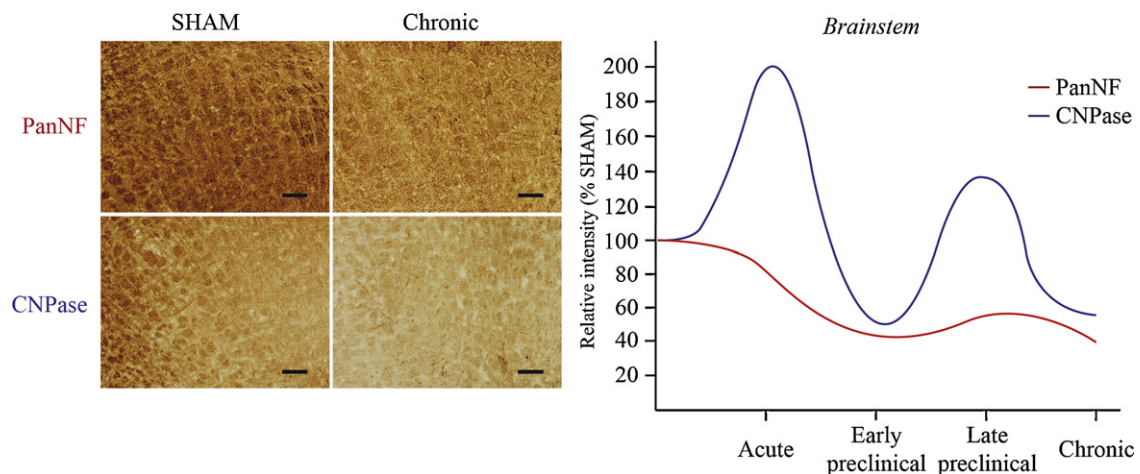 SHAM
Chronic
PanNF
CNPase
Brainstem
Relative intensity (% SHAM)
200
180
160
140
120
100
80
60
40
20
PanNF
CNPase
Acute
Early
preclinical
Late
preclinical
Chronic